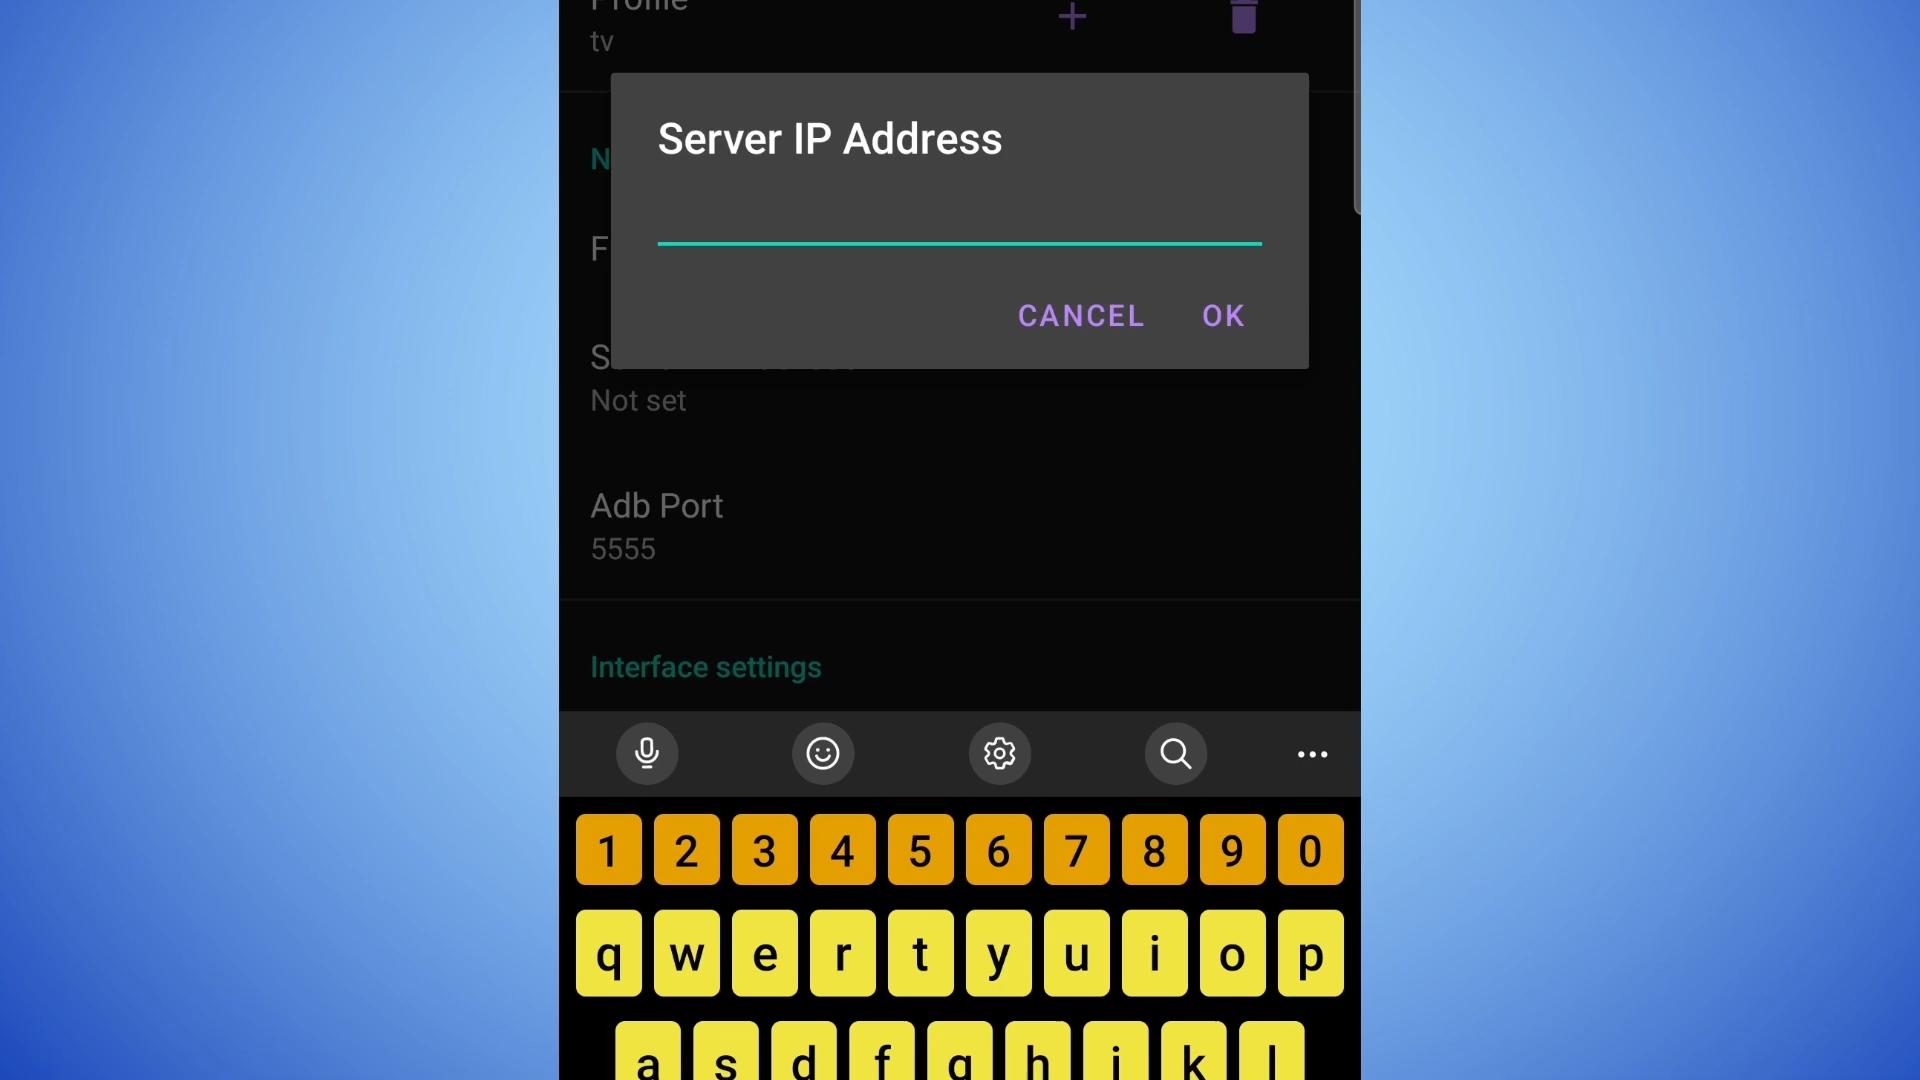 Profile
tv
Server IP Address
N
F
CANCEL OK
S
Not set
Adb Port
5555
Interface settings
1 2 3 4 5 6 7 8 9 0
q w e r t y u i o p
a s d f g h j k l